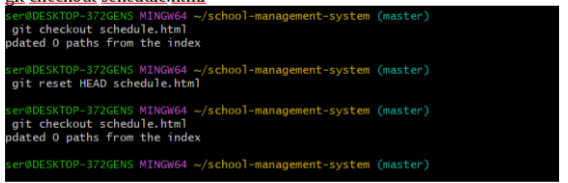 git checkout schedule.html
ser@DESKTOP-372GENS MINGW64 ~/school-management-system (master)
git checkout schedule.html
pdated 0 paths from the index
ser@DESKTOP-372GENS MINGW64 ~/school-management-system (master)
git reset HEAD schedule.html
ser@DESKTOP-372GENS MINGW64 ~/school-management-system (master)
git checkout schedule.html
pdated 0 paths from the index
ser@DESKTOP-372GENS MINGW64 ~/school-management-system (master)